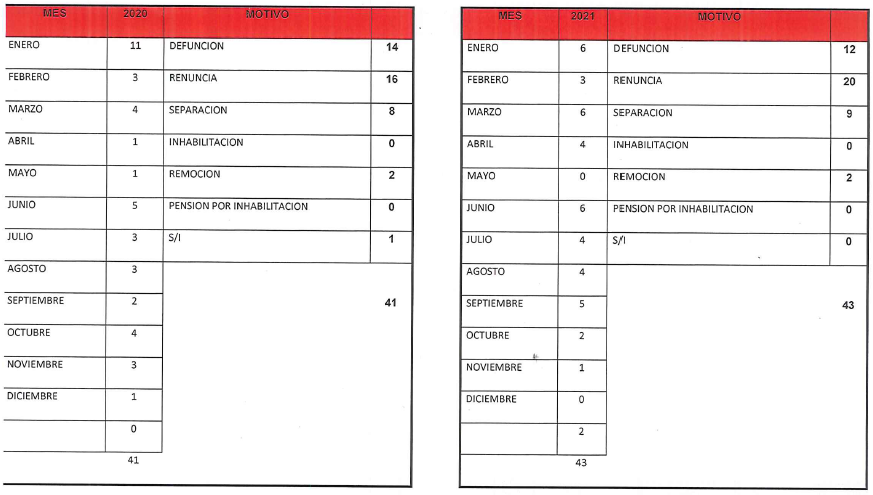 MES 2020 MOTIVO
ENERO 11 DEFUNCION 14
FEBRERO 3 RENUNCIA 16
MARZO 4 SEPARACION 8
ABRIL 1 INHABILITACION 0
MAYO 1 REMOCION 2
JUNIO 5 PENSION POR INHABILITACION 0
JULIO 3 S/I 1
AGOSTO 3
SEPTIEMBRE 2 41
OCTUBRE 4
NOVIEMBRE 3
DICIEMBRE 1
0
41
MES 2021 MOTIVO
ENERO 6 DEFUNCION 12
FEBRERO 3 RENUNCIA 20
MARZO 6 SEPARACION 9
ABRIL 4 INHABILITACION 0
MAYO 0 REMOCION 2
JUNIO 6 PENSION POR INHABILITACION 0
JULIO 4 S/I 0
AGOSTO 4
SEPTIEMBRE 5 43
OCTUBRE 2
NOVIEMBRE 1
DICIEMBRE 0
2
43